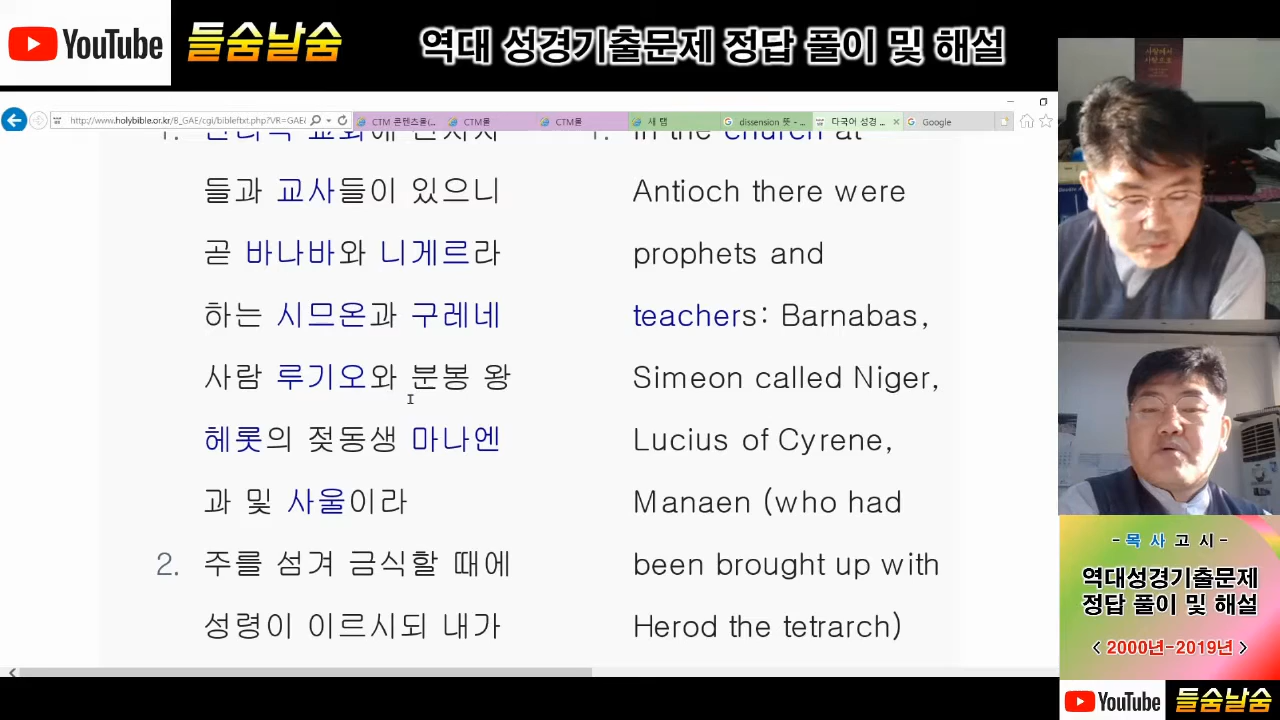 YouTube 들숨날숨
역대 성경기출문제 정답 풀이 및 해설
http://www.holybible.or.kr/B_GAE/cgi/bibleftxt.php?VR=GAE/
CTM 콘텐츠몰(...
CTM몰
CTM몰
새 탭
dissension 뜻 - ...
다국어 성경 ...
Google
들과 교사들이 있으니
곧 바나바와 니게르라
하는 시므온과 구레네
사람 루기오와 분봉 왕
헤롯의 젖동생 마나엔
과 및 사울이라
2. 주를 섬겨 금식할 때에
성령이 이르시되 내가
1. In the church at
Antioch there were
prophets and
teachers: Barnabas,
Simeon called Niger,
Lucius of Cyrene,
Manaen (who had
been brought up with
Herod the tetrarch)
- 목 사 고 시 -
역대성경기출문제
정답 풀이 및 해설
< 2000년-2019년 >
YouTube 들숨날숨